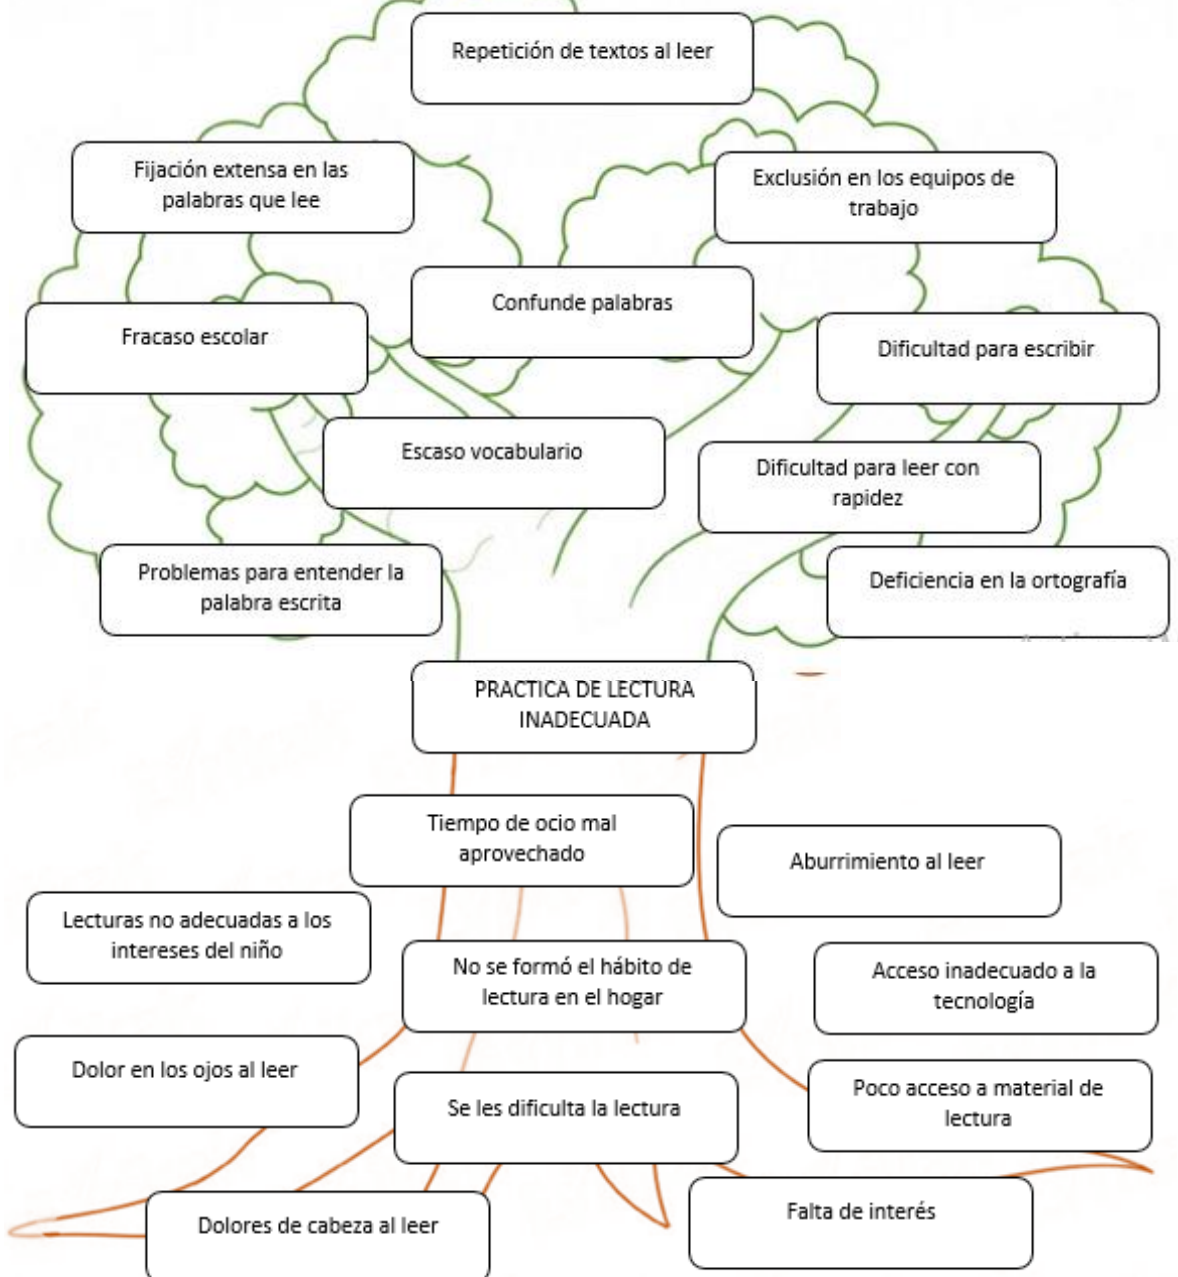 Repetición de textos al leer
Fijación extensa en las
palabras que lee
Exclusión en los equipos de
trabajo
Confunde palabras
Fracaso escolar
Dificultad para escribir
Escaso vocabulario
Dificultad para leer con
rapidez
Problemas para entender la
palabra escrita
Deficiencia en la ortografía
PRACTICA DE LECTURA
INADECUADA
Tiempo de ocio mal
aprovechado
Aburrimiento al leer
Lecturas no adecuadas a los
intereses del niño
No se formó el hábito de
lectura en el hogar
Acceso inadecuado a la
tecnología
Dolor en los ojos al leer
Se les dificulta la lectura
Poco acceso a material de
lectura
Dolores de cabeza al leer
Falta de interés